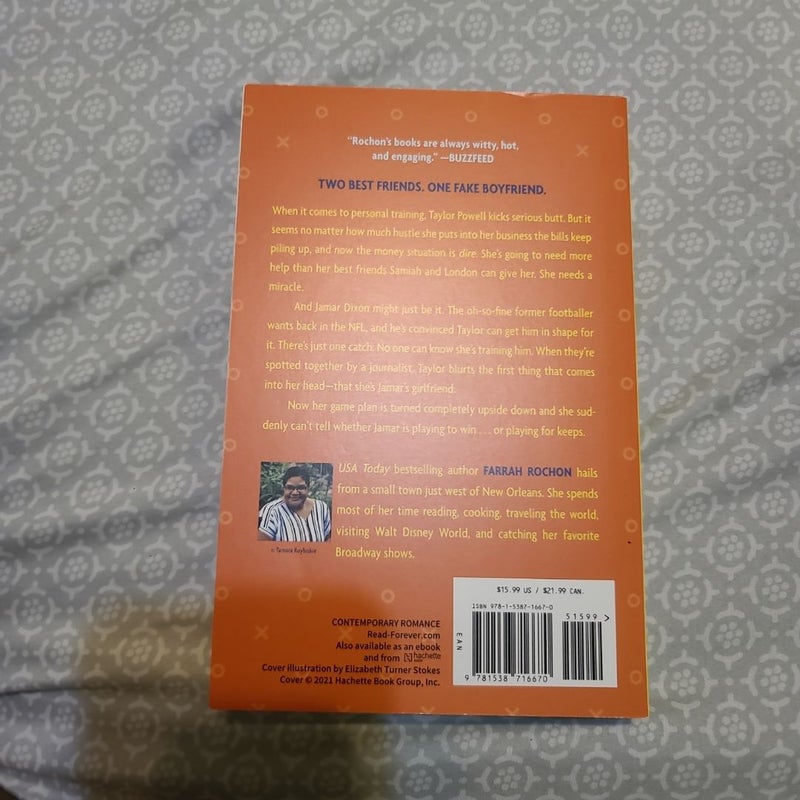 "Rochon's books are always witty, hot,
and engaging." —BUZZFEED
TWO BEST FRIENDS. ONE FAKE BOYFRIEND.
When it comes to personal training, Taylor Powell kicks serious butt. But it
seems no matter how much hustle she puts into her business the bills keep
piling up, and now the money situation is dire. She's going to need more
help than her best friends Samiah and London can give her. She needs a
miracle.
And Jamar Dixon might just be it. The oh-so-fine former footballer
wants back in the NFL, and he's convinced Taylor can get him in shape for
it. There's just one catch: No one can know she's training him. When they're
spotted together by a journalist, Taylor blurts the first thing that comes
into her head—that she's Jamar's girlfriend.
Now her game plan is turned completely upside down and she sud-
denly can't tell whether Jamar is playing to win . . . or playing for keeps.
USA Today bestselling author FARRAH ROCHON hails
from a small town just west of New Orleans. She spends
most of her time reading, cooking, traveling the world,
visiting Walt Disney World, and catching her favorite
Broadway shows.
© Tamara Roybiskie
CONTEMPORARY ROMANCE
Read-Forever.com
Also available as an ebook
and from hachette
Cover illustration by Elizabeth Turner Stokes
Cover © 2021 Hachette Book Group, Inc.
$15.99 US / $21.99 CAN.
ISBN 978-1-5387-1667-0
51599 >
EAN
9 781538 716670